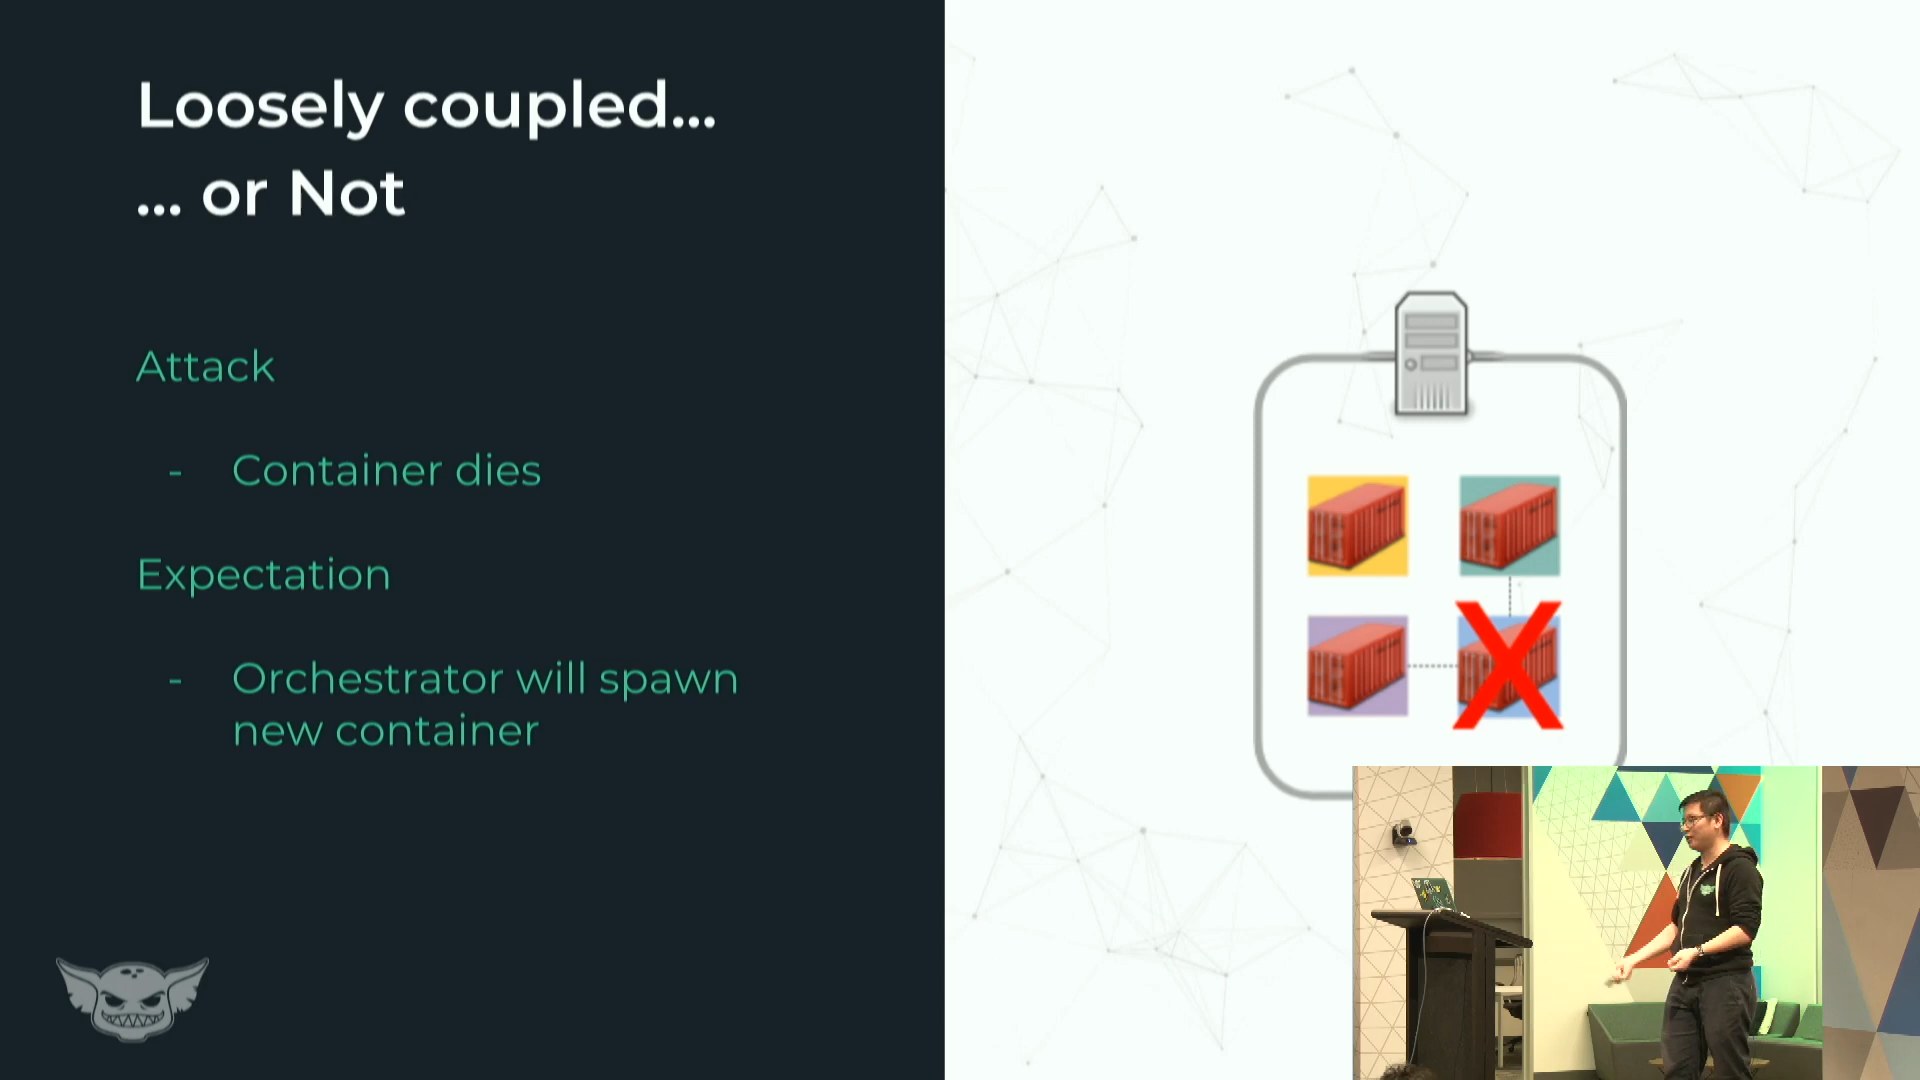 Loosely coupled...
... or Not
Attack
- Container dies
Expectation
- Orchestrator will spawn
new container